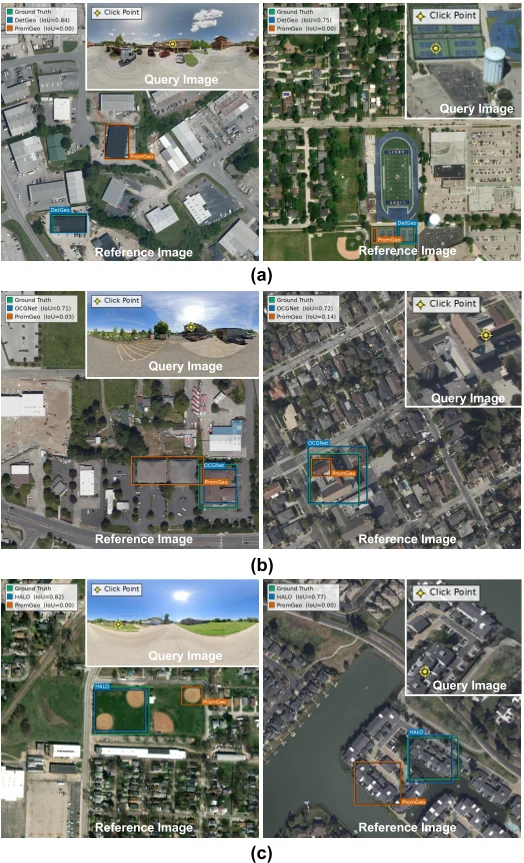 Ground Truth
DetGeo (IoU=0.84)
PromGeo (IoU=0.00)
Click Point
Query Image
PromGeo
DetGeo
Reference Image
Ground Truth
DetGeo (IoU=0.75)
PromGeo (IoU=0.00)
Click Point
Query Image
LIONS
DetGeo
PromGeo
Reference Image
(a)
Ground Truth
OCGNet (IoU=0.71)
PromGeo (IoU=0.03)
Click Point
Query Image
OCGNet
PromGeo
Reference Image
Ground Truth
OCGNet (IoU=0.72)
PromGeo (IoU=0.14)
Click Point
Query Image
OCGNet
PromGeo
Reference Image
(b)
Ground Truth
HALO (IoU=0.82)
PromGeo (IoU=0.00)
Click Point
Query Image
HALO
PromGeo
Reference Image
Ground Truth
HALO (IoU=0.77)
PromGeo (IoU=0.00)
Click Point
Query Image
HALO
PromGeo
Reference Image
(c)